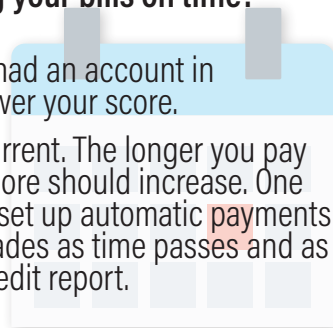 your bills on time?
had an account in
ver your score.
rrent. The longer you pay
ore should increase. One
set up automatic payments
ades as time passes and as
edit report.